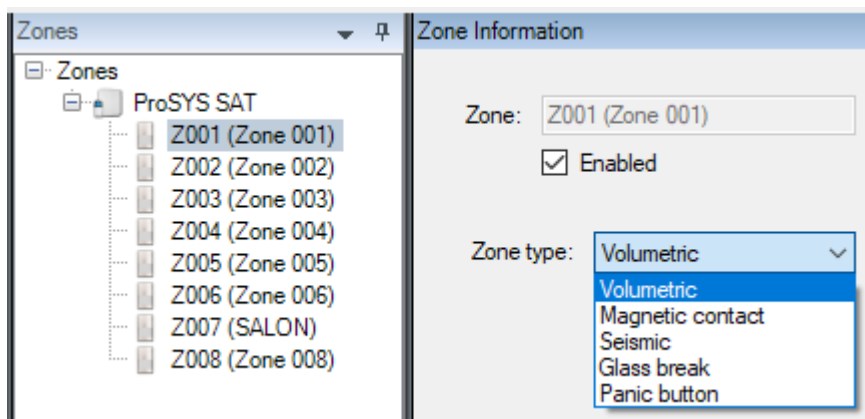 Zones
Zones
ProSYS SAT
Z001 (Zone 001)
Z002 (Zone 002)
Z003 (Zone 003)
Z004 (Zone 004)
Z005 (Zone 005)
Z006 (Zone 006)
Z007 (SALON)
Z008 (Zone 008)
Zone Information
Zone: Z001 (Zone 001)
Enabled
Zone type: Volumetric
Volumetric
Magnetic contact
Seismic
Glass break
Panic button